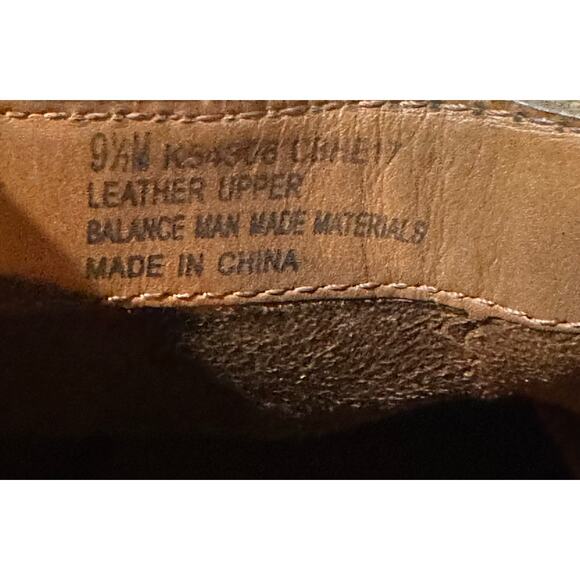 9½M
LEATHER UPPER
BALANCE MAN MADE MATERIALS
MADE IN CHINA